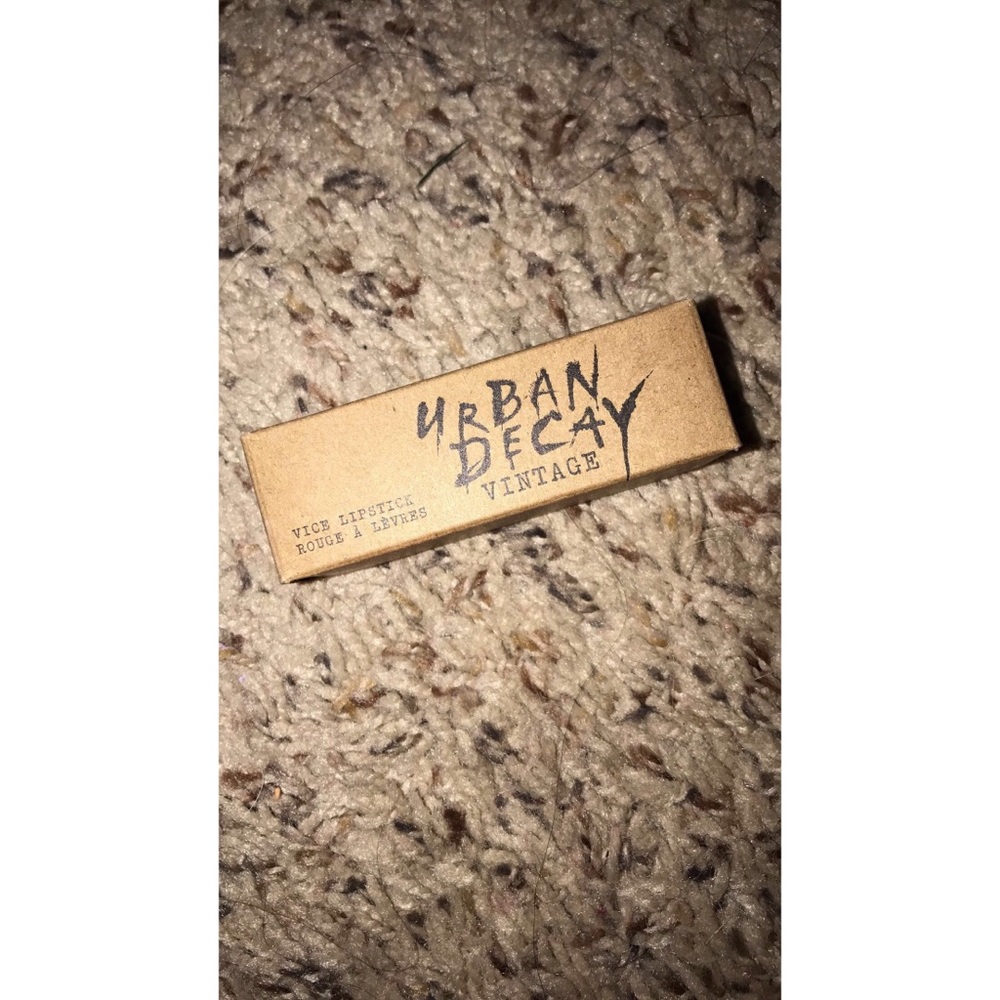 URBAN
DECAY
VINTAGE
VICE LIPSTICK
ROUGE À LÈVRES